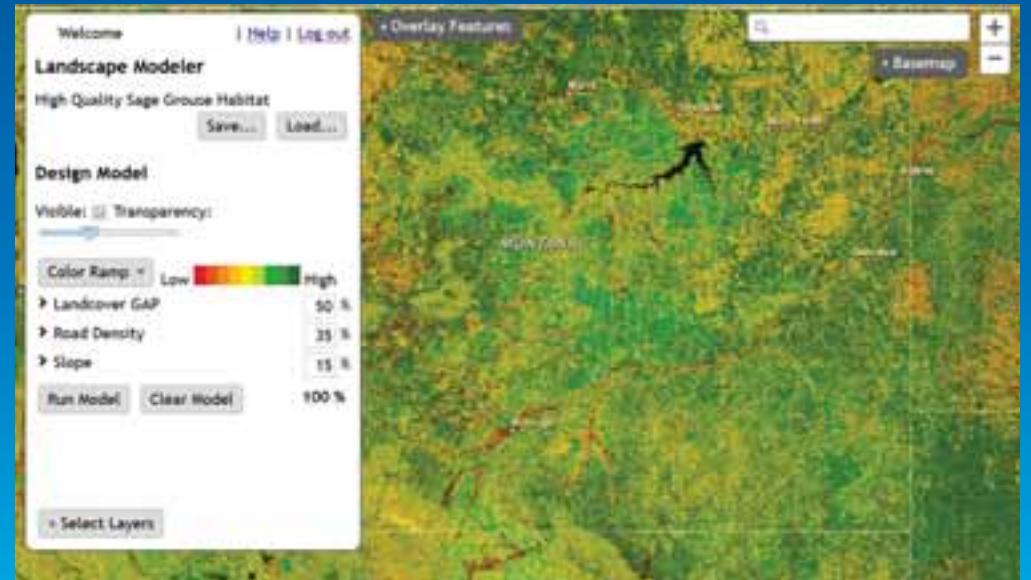 Welcome | Help | Log out
Landscape Modeler
High Quality Sage Grouse Habitat
Save... Load...
Design Model
Visible: Transparency:
Color Ramp Low High
Landcover GAP 50 %
Road Density 35 %
Slope 15 %
Run Model Clear Model 100 %
+ Select Layers
+ Overlay Features
+ Basemap
MONTANA